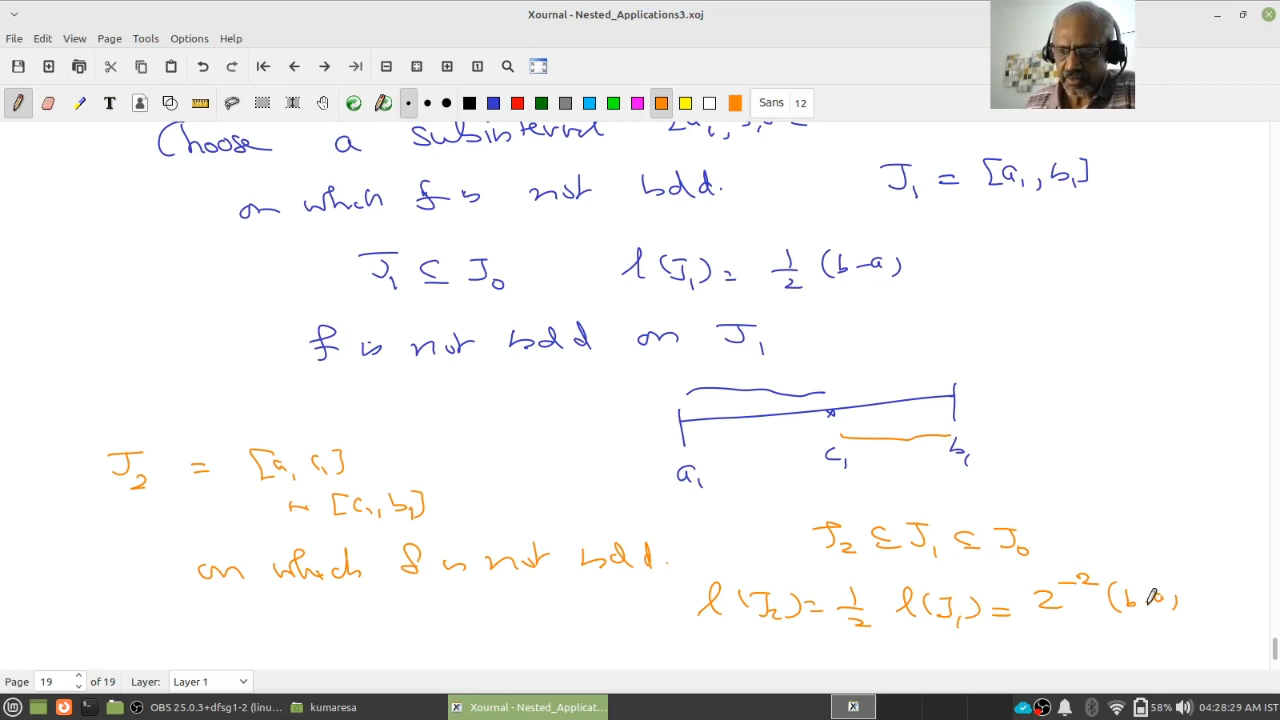 Xournal - Nested_Applications3.xoj
File Edit View Page Tools Options Help
Sans 12
Choose a subinterval
on which f is not bdd. J₁ = [a₁, b₁]
J₁ ⊆ J₀ l(J₁) = 1/2 (b-a)
f is not bdd on J₁
a₁ c₁ b₁
J₂ = [a₁ c₁]
or [c₁, b₁]
on which f is not bdd.
J₂ ⊆ J₁ ⊆ J₀
l(J₂) = 1/2 l(J₁) = 2⁻² (b-a)
Page 19 of 19 Layer: Layer 1
OBS 25.0.3+dfsg1-2 (linu... kumaresa Xournal - Nested_Applicat... 58% 04:28:29 AM IST